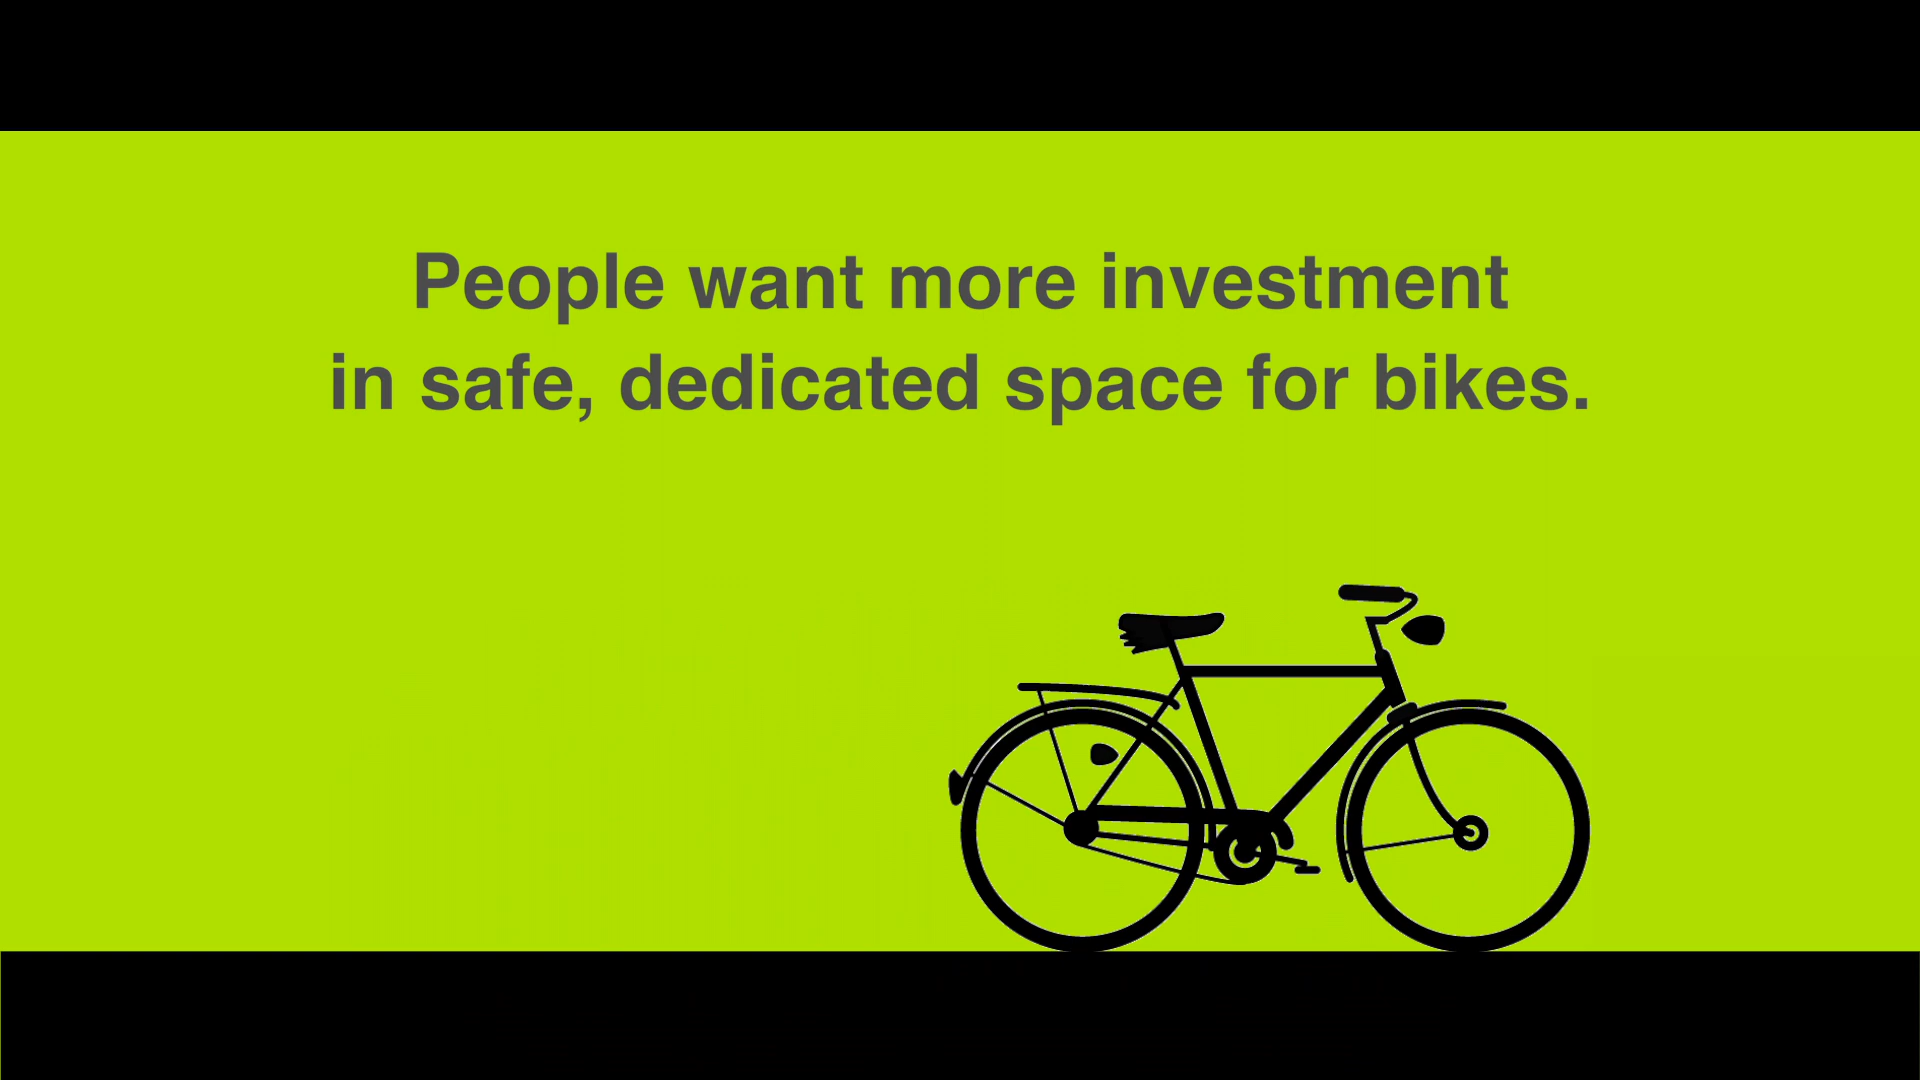 People want more investment
in safe, dedicated space for bikes.